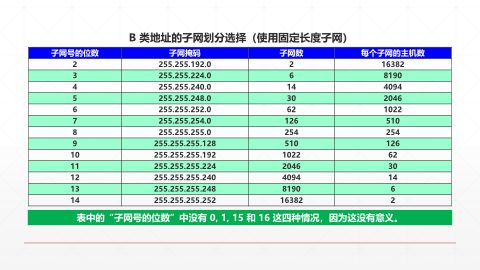 B 类地址的子网划分选择（使用固定长度子网）
子网号的位数 子网掩码 子网数 每个子网的主机数
2 255.255.192.0 2 16382
3 255.255.224.0 6 8190
4 255.255.240.0 14 4094
5 255.255.248.0 30 2046
6 255.255.252.0 62 1022
7 255.255.254.0 126 510
8 255.255.255.0 254 254
9 255.255.255.128 510 126
10 255.255.255.192 1022 62
11 255.255.255.224 2046 30
12 255.255.255.240 4094 14
13 255.255.255.248 8190 6
14 255.255.255.252 16382 2
表中的“子网号的位数”中没有 0, 1, 15 和 16 这四种情况，因为这没有意义。